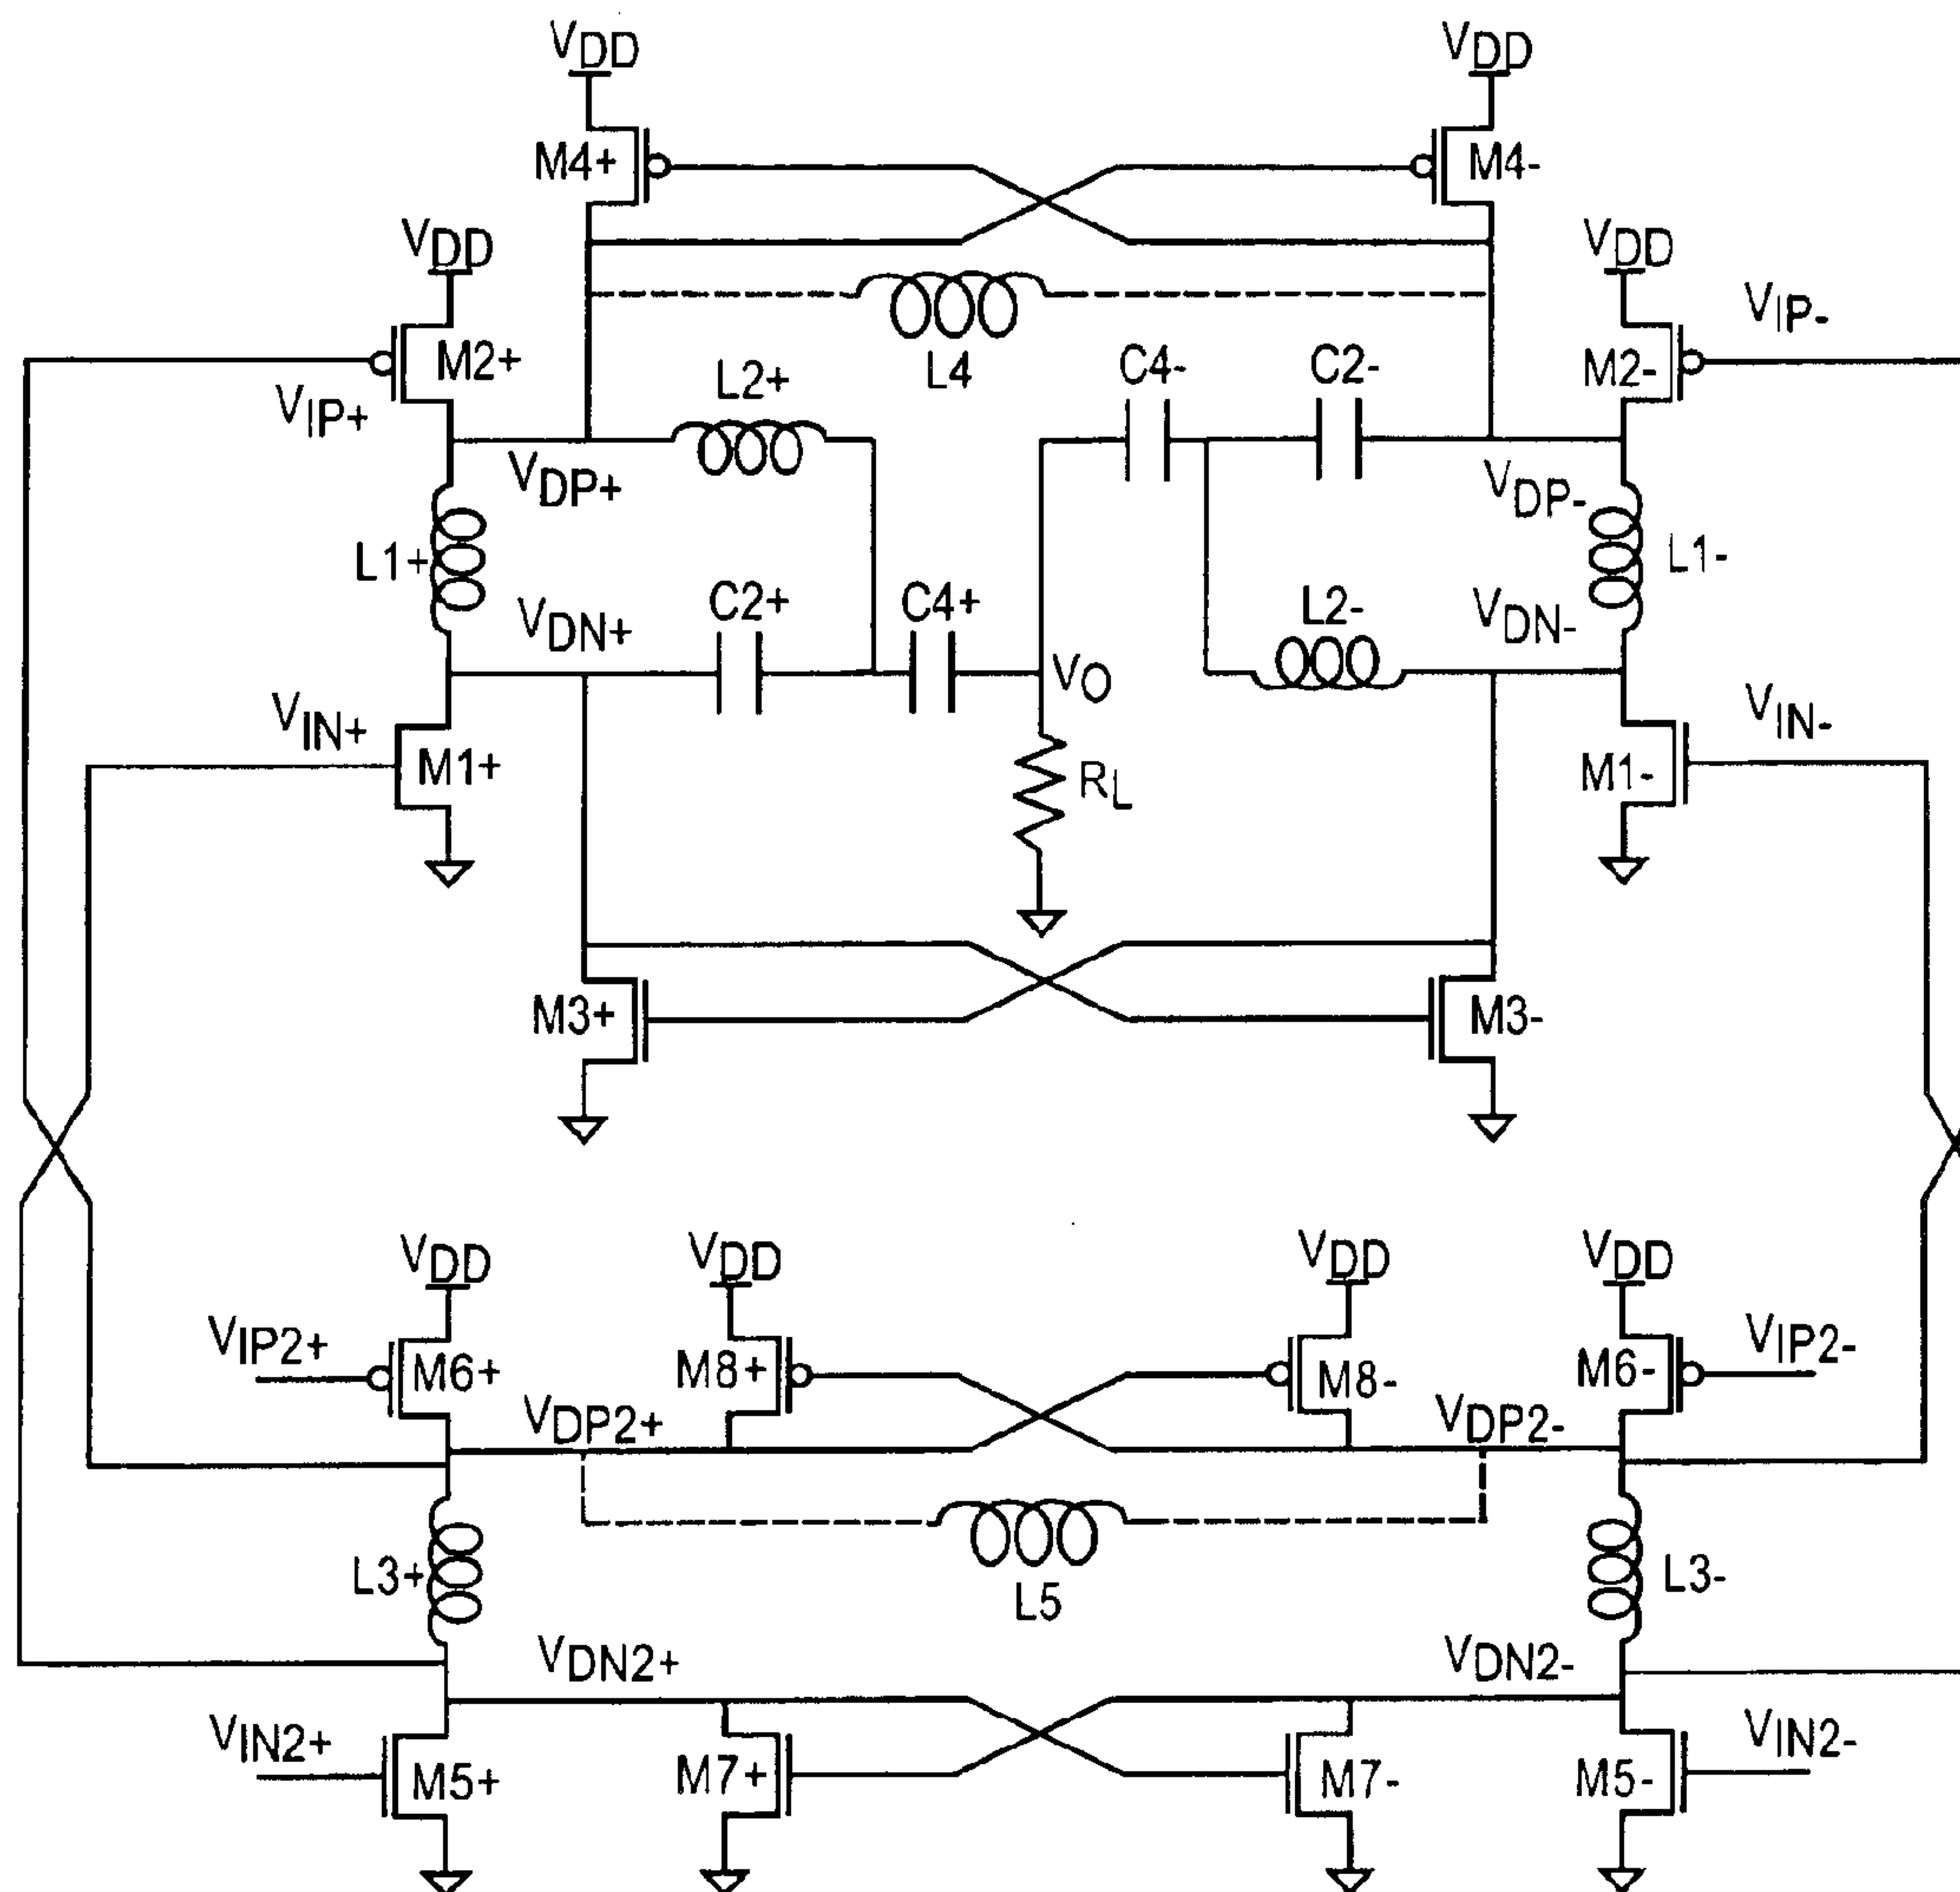 VDD VDD
M4+ M4-
VDD VDD
VIP-
M2+ L2+ L4 C4- C2- M2-
VIP+
VDP+ VDP-
L1+ L1-
C2+ C4+ L2-
VDN+ VDN-
VO
VIN+ VIN-
M1+ RL M1-
M3+ M3-
VDD VDD VDD VDD
VIP2+ M6+ M8+ M8- M6- VIP2-
VDP2+ VDP2-
L3+ L5 L3-
VDN2+ VDN2-
VIN2+ VIN2-
M5+ M7+ M7- M5-